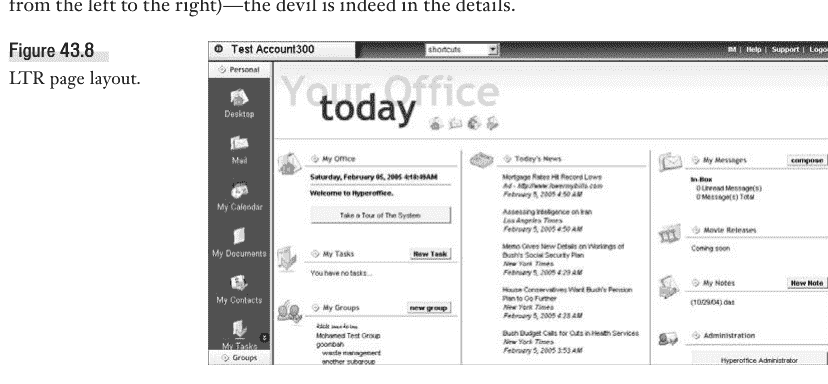 from the left to the right)—the devil is indeed in the details.
Figure 43.8
LTR page layout.
Test Account300
shortcuts
IM | Help | Support | Logo
Personal
Desktop
Mail
My Calendar
My Documents
My Contacts
My Tasks
Groups
Your Office
today
My Office
Saturday, February 05, 2005 4:18:49AM
Welcome to Hyperoffice.
Take a Tour of The System
My Tasks
New Task
You have no tasks...
My Groups
new group
Mohamed Test Group
goombah
waste management
another subgroup
Today's News
Mortgage Rates Hit Record Lows
Ad - http://www.lowermybills.com
February 5, 2005 4:50 AM
Assessing Intelligence on Iran
Los Angeles Times
February 5, 2005 4:50 AM
Memo Gives New Details on Workings of
Bush's Social Security Plan
New York Times
February 5, 2005 4:29 AM
House Conservatives Want Bush's Pension
Plan to Go Further
New York Times
February 5, 2005 4:28 AM
Bush Budget Calls for Cuts in Health Services
New York Times
February 5, 2005 3:53 AM
My Messages
compose
In-Box
0 Unread Message(s)
0 Message(s) Total
Movie Releases
Coming soon
My Notes
New Note
(10/29/04) das
Administration
Hyperoffice Administrator